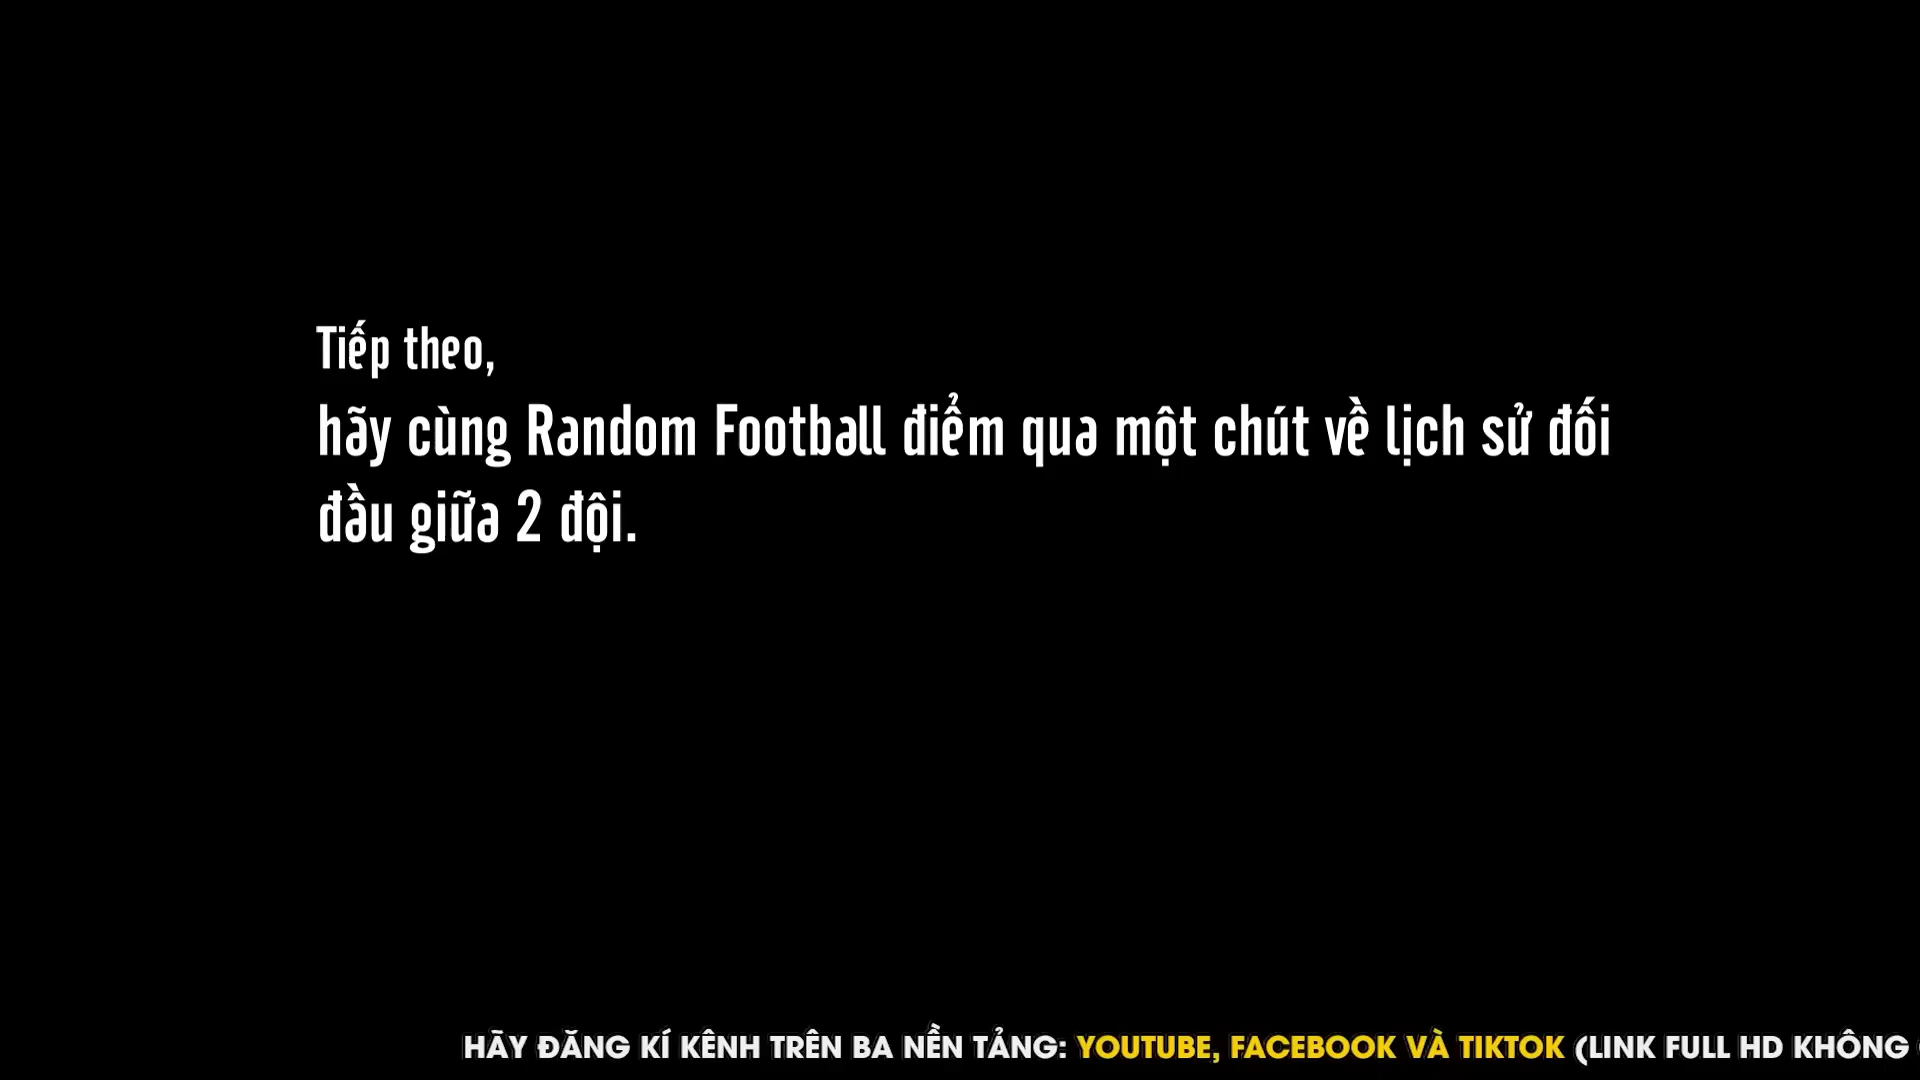 Tiếp theo,
hãy cùng Random Football điểm qua một chút về lịch sử đối
đầu giữa 2 đội.
HÃY ĐĂNG KÍ KÊNH TRÊN BA NỀN TẢNG: YOUTUBE, FACEBOOK VÀ TIKTOK (LINK FULL HD KHÔNG